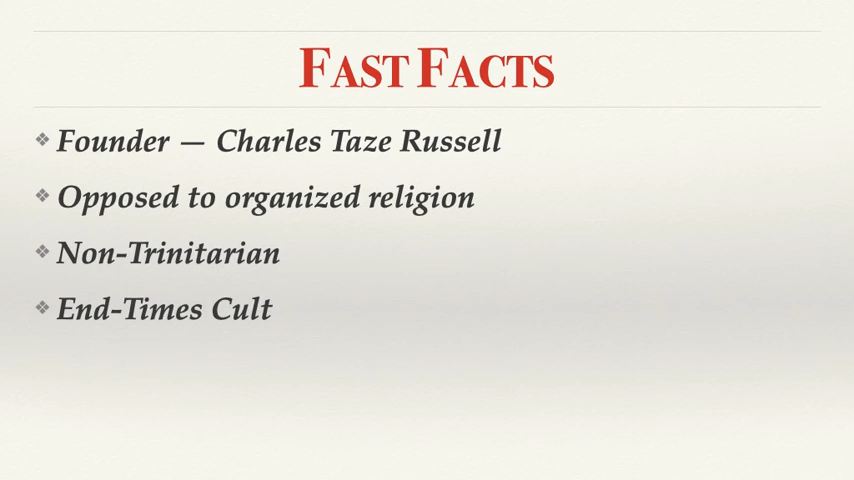 Fast Facts
❖ Founder — Charles Taze Russell
❖ Opposed to organized religion
❖ Non-Trinitarian
❖ End-Times Cult